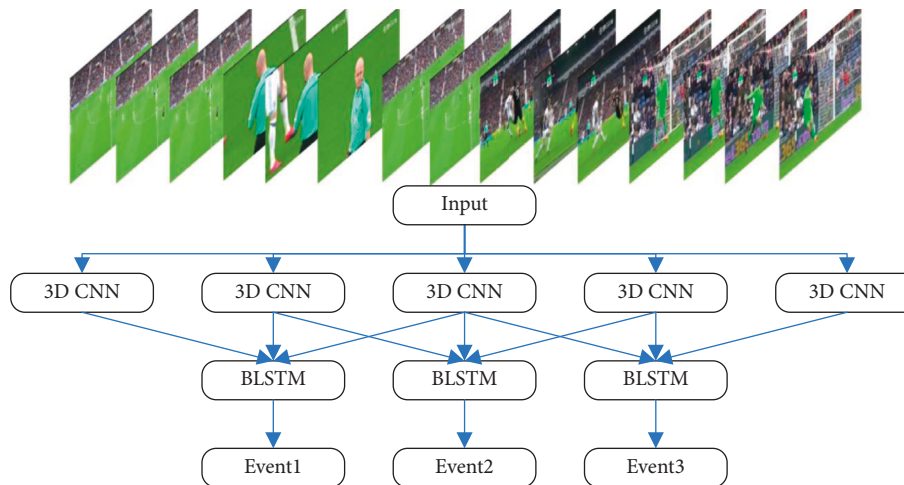 Input
3D CNN 3D CNN 3D CNN 3D CNN 3D CNN
BLSTM BLSTM BLSTM
Event1 Event2 Event3